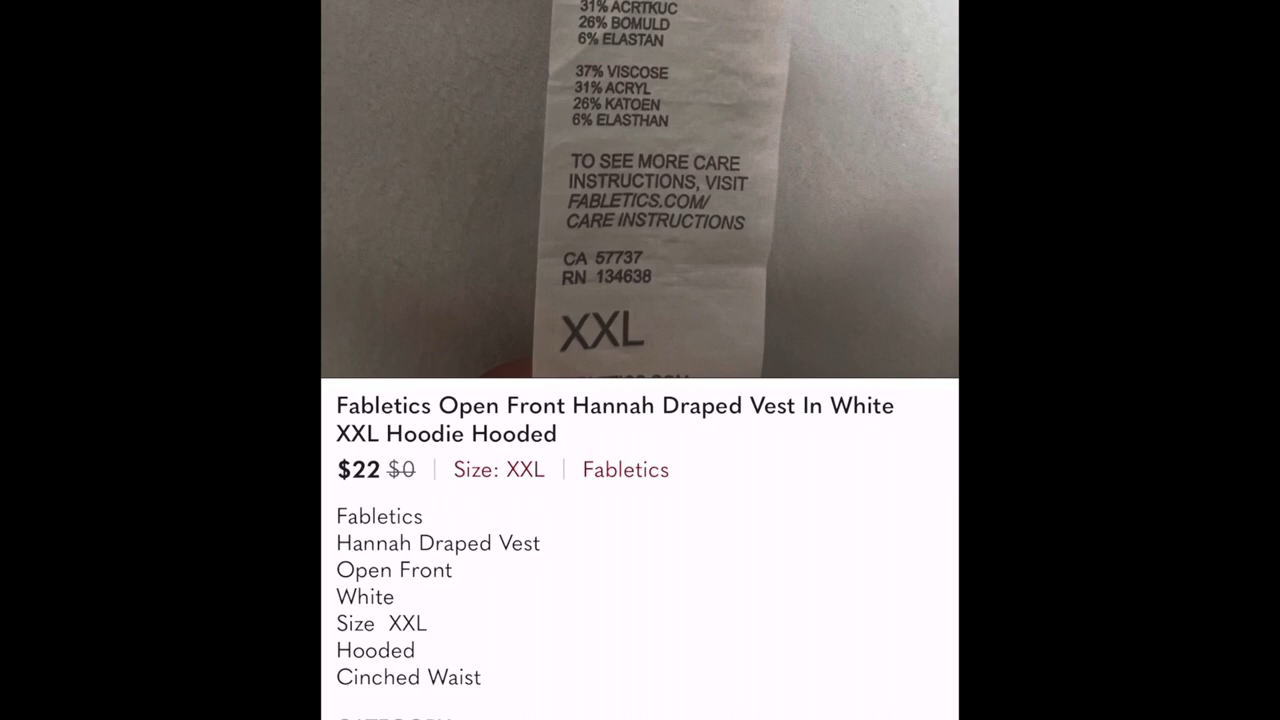 31% ACRTKUC
26% BOMULD
6% ELASTAN
37% VISCOSE
31% ACRYL
26% KATOEN
6% ELASTHAN
TO SEE MORE CARE
INSTRUCTIONS, VISIT
FABLETICS.COM/
CARE INSTRUCTIONS
CA 57737
RN 134638
XXL
Fabletics Open Front Hannah Draped Vest In White
XXL Hoodie Hooded
$22 $0 | Size: XXL | Fabletics
Fabletics
Hannah Draped Vest
Open Front
White
Size XXL
Hooded
Cinched Waist